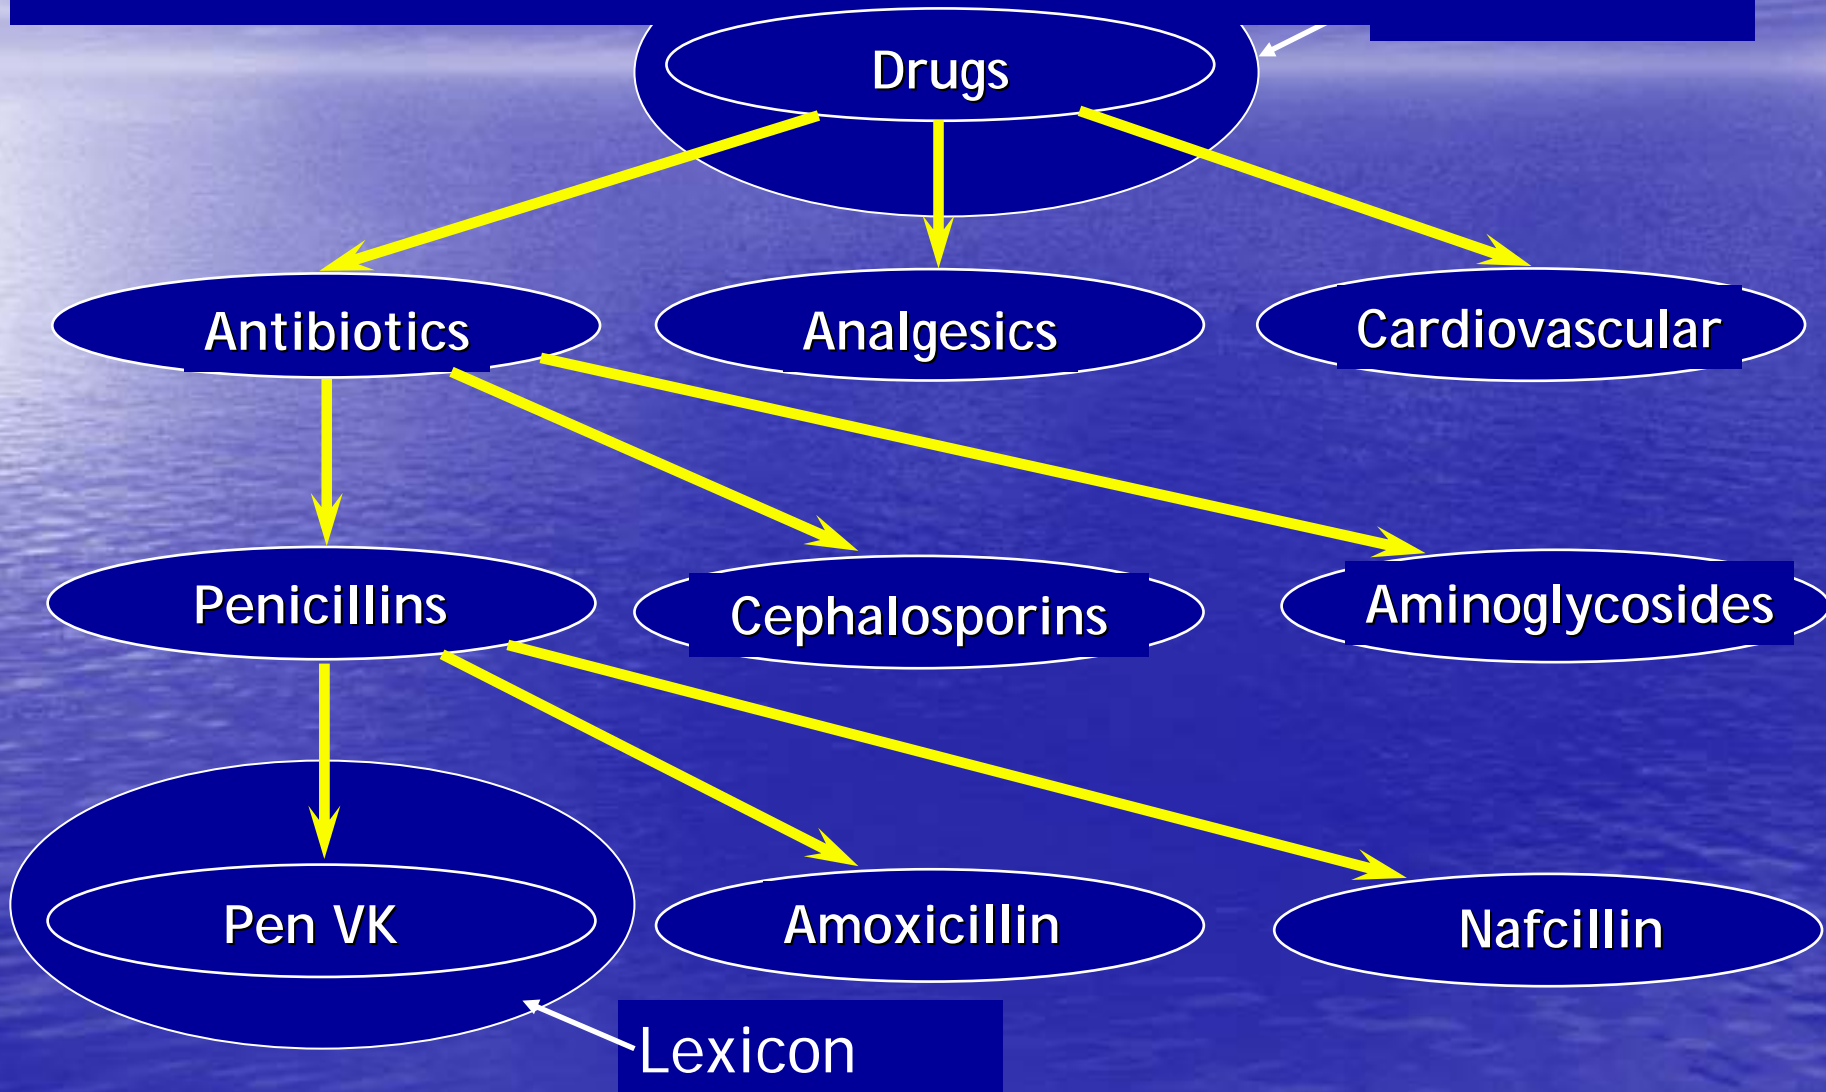 Drugs
Antibiotics
Analgesics
Cardiovascular
Penicillins
Cephalosporins
Aminoglycosides
Pen VK
Amoxicillin
Nafcillin
Lexicon